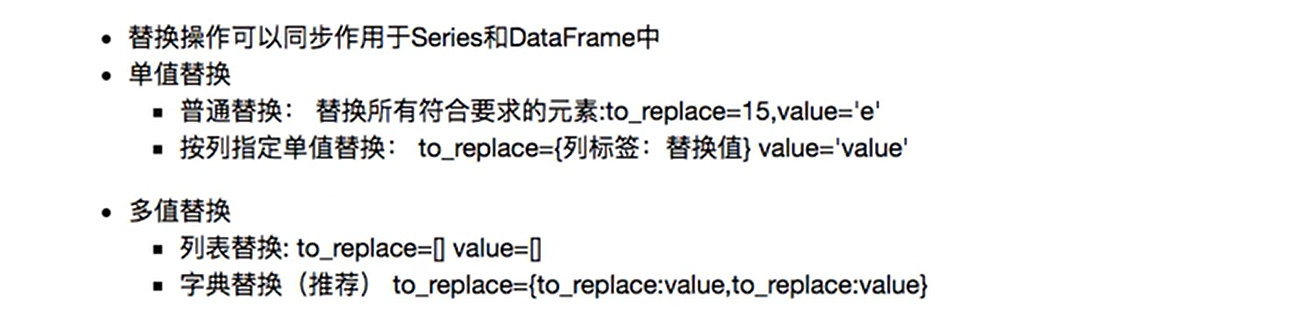 替换操作可以同步作用于Series和DataFrame中
单值替换
普通替换： 替换所有符合要求的元素:to_replace=15,value='e'
按列指定单值替换： to_replace={列标签：替换值} value='value'
多值替换
列表替换: to_replace=[] value=[]
字典替换（推荐） to_replace={to_replace:value,to_replace:value}